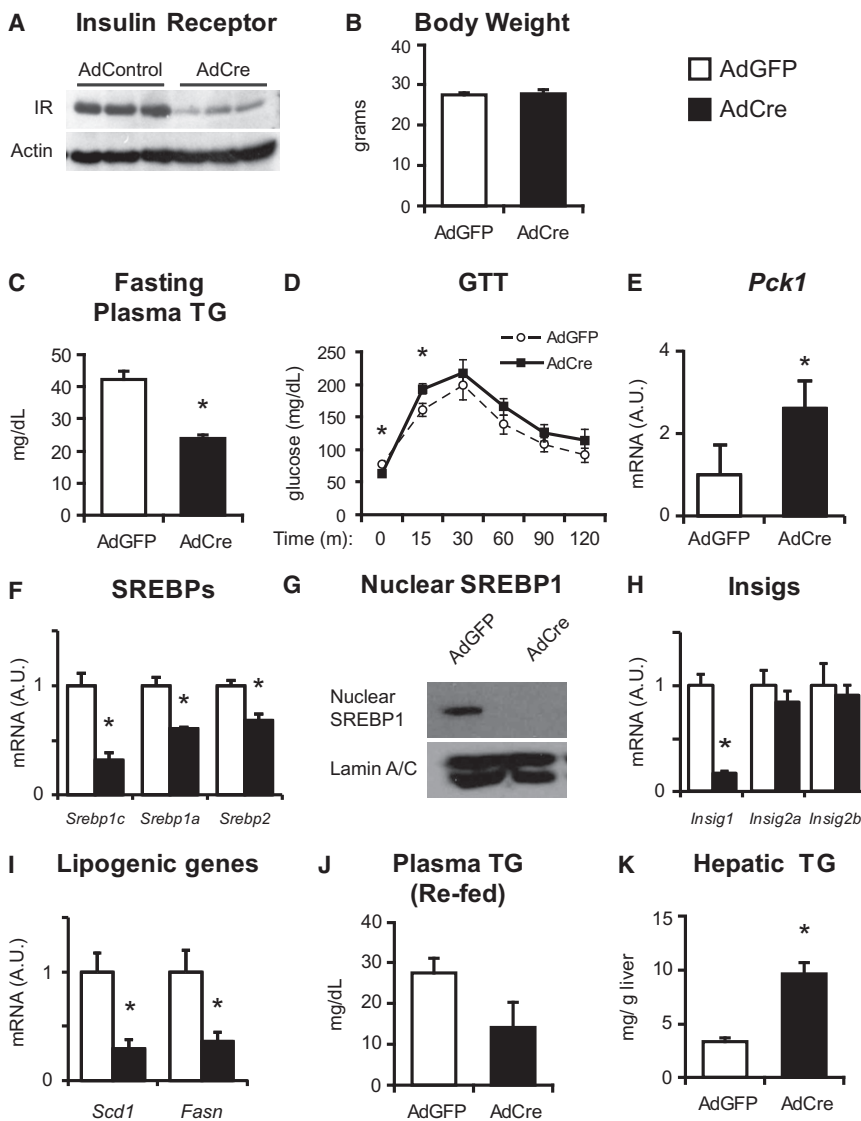 A Insulin Receptor
AdControl AdCre
IR
Actin
B Body Weight
40
30
20
10
0
grams
AdGFP AdCre
AdGFP
AdCre
C Fasting
Plasma TG
50
40
30
20
10
0
mg/dL
*
AdGFP AdCre
D GTT
AdGFP
AdCre
250
200
150
100
50
0
glucose (mg/dL)
* *
Time (m): 0 15 30 60 90 120
E Pck1
4
2
0
mRNA (A.U.)
*
AdGFP AdCre
F SREBPs
1
0
mRNA (A.U.)
* * *
Srebp1c Srebp1a Srebp2
G Nuclear SREBP1
AdGFP AdCre
Nuclear
SREBP1
Lamin A/C
H Insigs
1
0
mRNA (A.U.)
*
Insig1 Insig2a Insig2b
I Lipogenic genes
1
0
mRNA (A.U.)
* *
Scd1 Fasn
J Plasma TG
(Re-fed)
40
30
20
10
0
mg/dL
AdGFP AdCre
K Hepatic TG
15
10
5
0
mg/ g liver
*
AdGFP AdCre